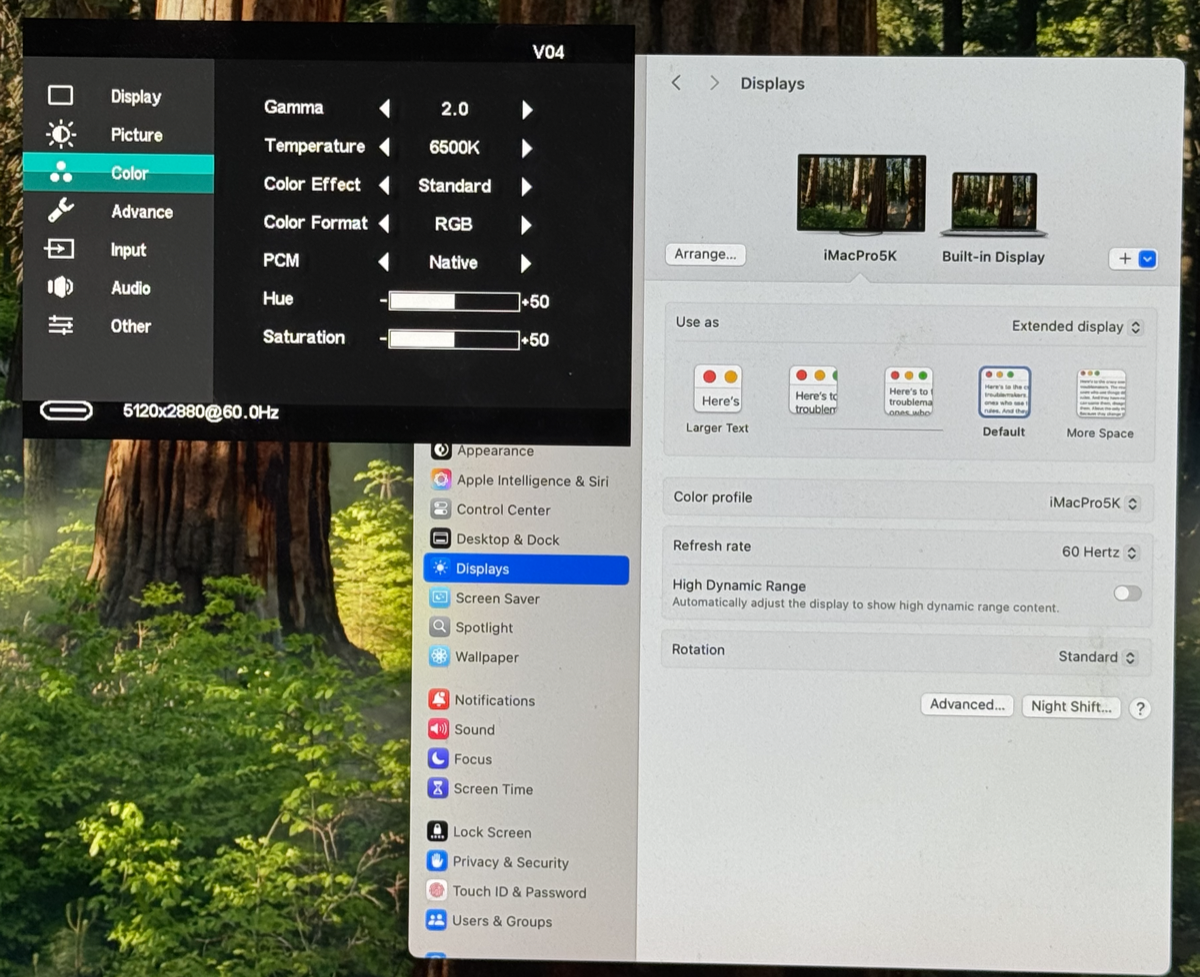 V04
Display
Picture
Color
Advance
Input
Audio
Other
Gamma 2.0
Temperature 6500K
Color Effect Standard
Color Format RGB
PCM Native
Hue - +50
Saturation - +50
5120x2880@60.0Hz
Appearance
Apple Intelligence & Siri
Control Center
Desktop & Dock
Displays
Screen Saver
Spotlight
Wallpaper
Notifications
Sound
Focus
Screen Time
Lock Screen
Privacy & Security
Touch ID & Password
Users & Groups
Displays
Arrange...
iMacPro5K
Built-in Display
+
Use as Extended display
Here's
Here's to
troublem
Here's to t
troublema
ones who
Here's to the c
troublemakers.
ones who see t
rules. And they
Larger Text
Default
More Space
Color profile iMacPro5K
Refresh rate 60 Hertz
High Dynamic Range
Automatically adjust the display to show high dynamic range content.
Rotation Standard
Advanced... Night Shift... ?